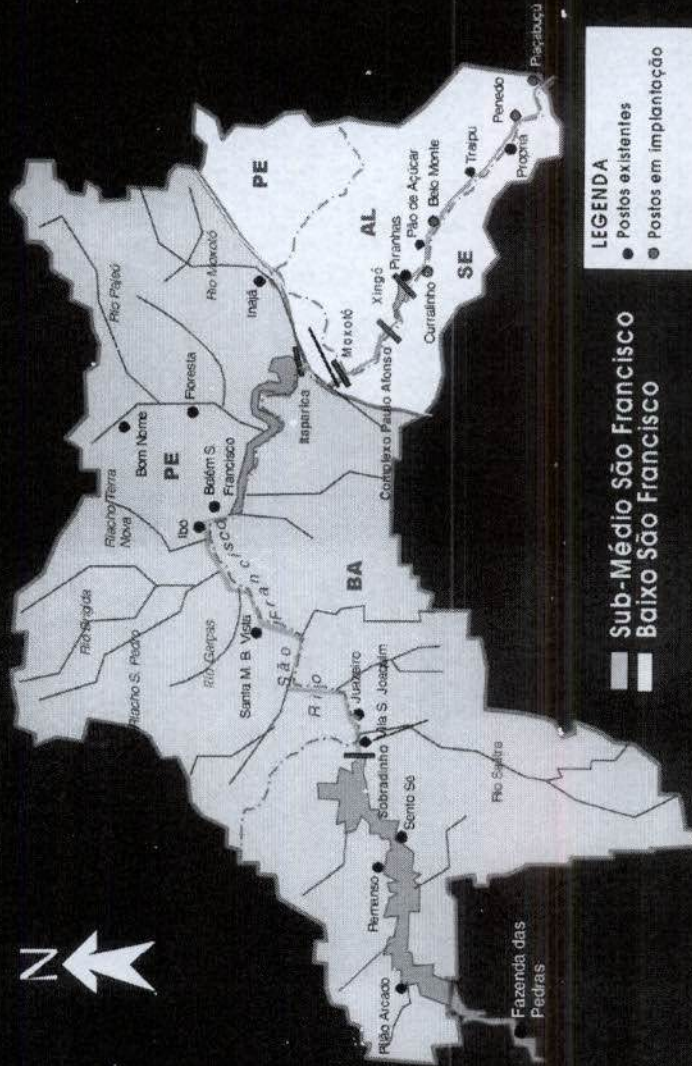 N
PE
Rio Pajeú
Rio Moxotó
Inajá
Floresta
Bom Nome
PE
Belém S.
Francisco
Ibo
Riacho Terra
Nova
Rio Brigida
Riacho S. Pedro
Rio Garças
Santa M. B. Vista
Rio São Francisco
Itaparica
Moxotó
Complexo Paulo Afonso
Xingó
Piranhas
Pão de Açúcar
Belo Monte
Curralinho
Traipu
Propriá
Penedo
Piaçabuçú
AL
SE
BA
Juazeiro
Vila S. Joaquim
Sobradinho
Sento Sé
Remanso
Pilão Arcado
Rio Salitre
Fazenda das
Pedras
Sub-Médio São Francisco
Baixo São Francisco
LEGENDA
Postos existentes
Postos em implantação